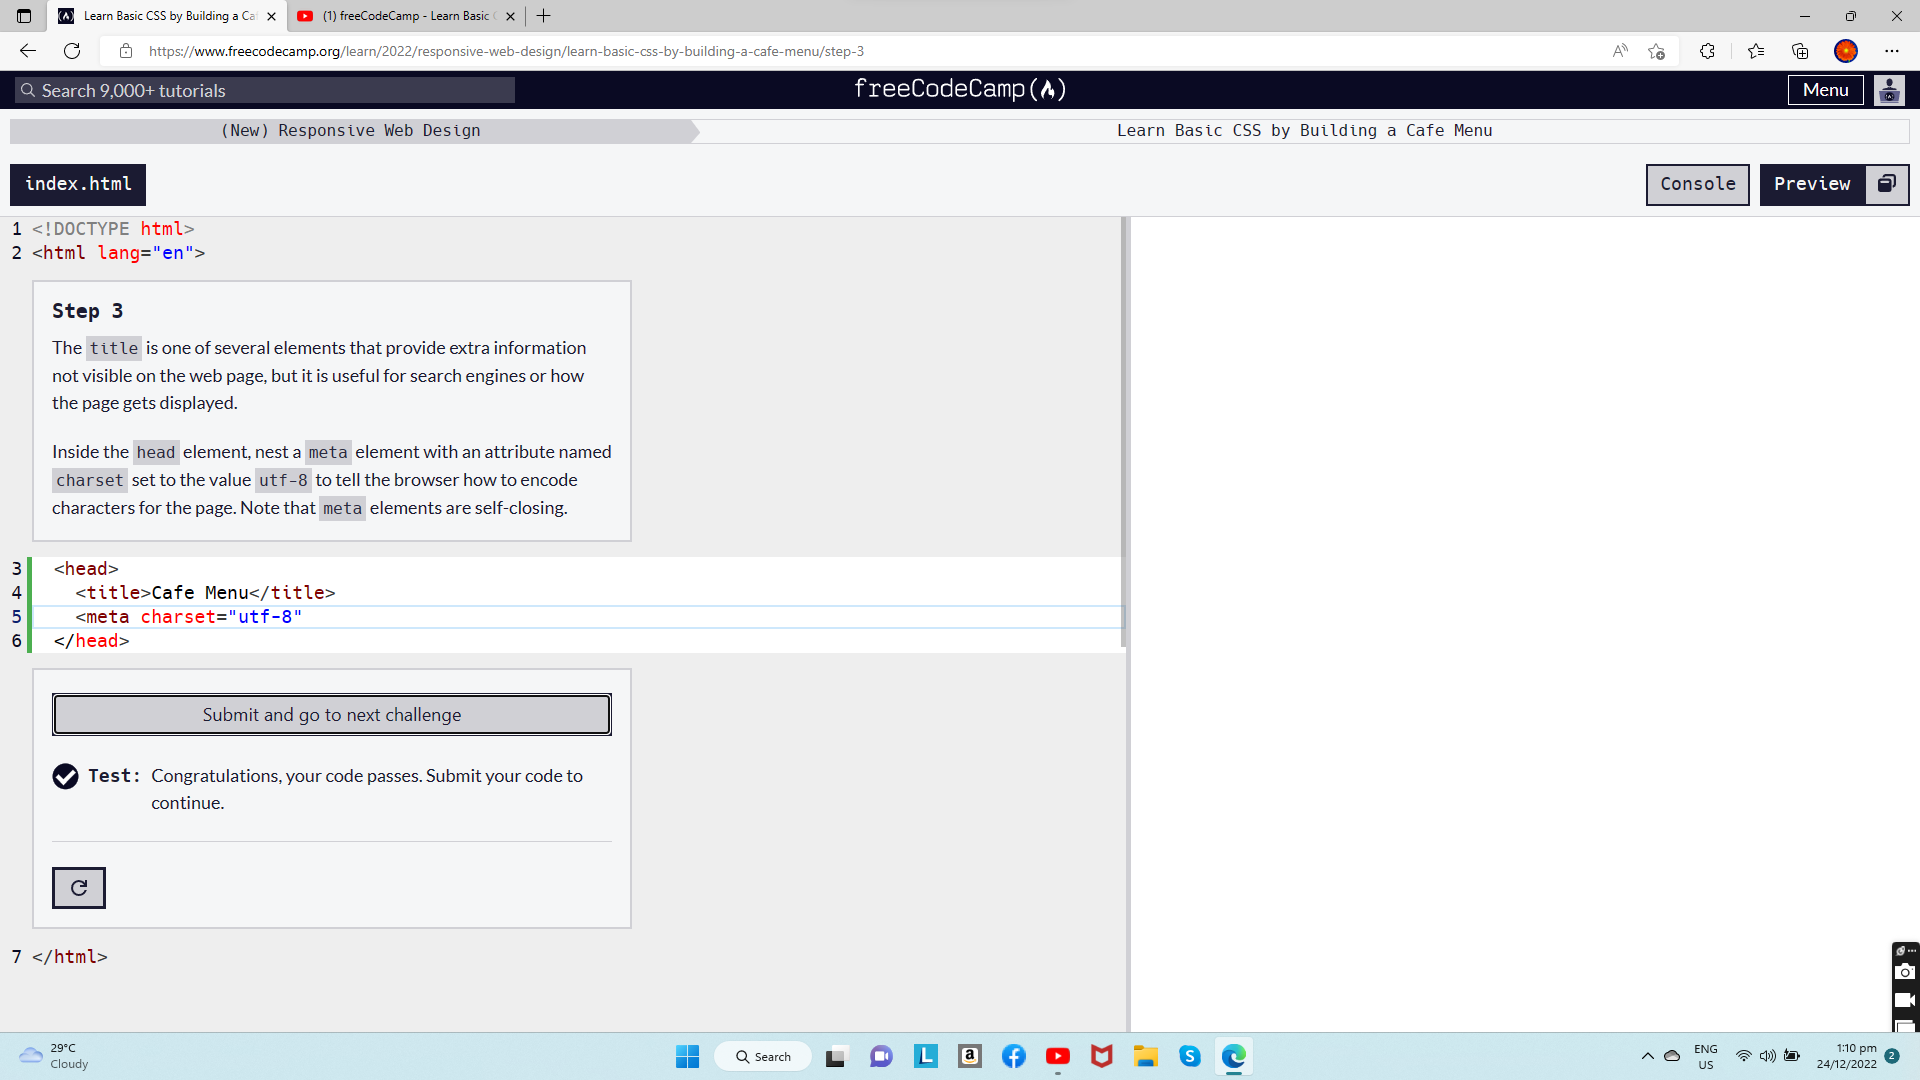 Learn Basic CSS by Building a Caf
(1) freeCodeCamp - Learn Basic C
https://www.freecodecamp.org/learn/2022/responsive-web-design/learn-basic-css-by-building-a-cafe-menu/step-3
Search 9,000+ tutorials
freeCodeCamp(🔥)
Menu
(New) Responsive Web Design
Learn Basic CSS by Building a Cafe Menu
index.html
Console
Preview
1 <!DOCTYPE html>
2 <html lang="en">
Step 3
The title is one of several elements that provide extra information
not visible on the web page, but it is useful for search engines or how
the page gets displayed.
Inside the head element, nest a meta element with an attribute named
charset set to the value utf-8 to tell the browser how to encode
characters for the page. Note that meta elements are self-closing.
3 <head>
4 <title>Cafe Menu</title>
5 <meta charset="utf-8"
6 </head>
Submit and go to next challenge
Test: Congratulations, your code passes. Submit your code to
continue.
7 </html>
29°C
Cloudy
Search
ENG
US
1:10 pm
24/12/2022
2